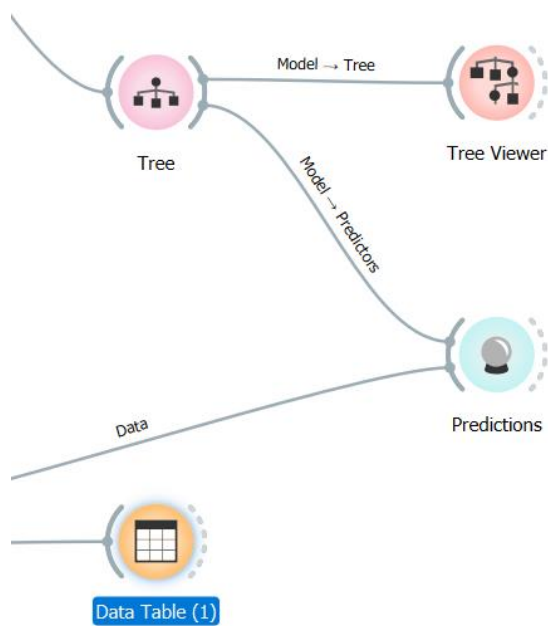 Model → Tree
Tree
Tree Viewer
Model → Predictors
Predictions
Data
Data Table (1)